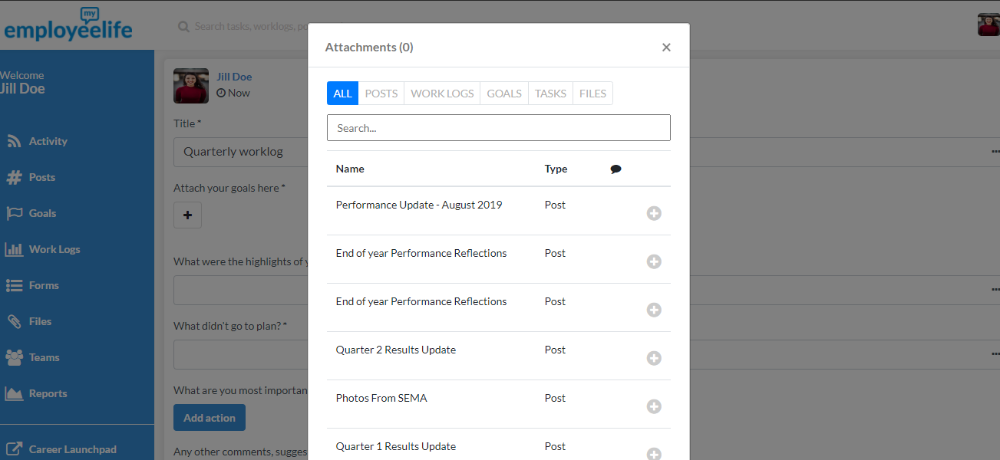 my
employeelife
Search tasks, worklogs, po
Welcome
Jill Doe
Activity
Posts
Goals
Work Logs
Forms
Files
Teams
Reports
Career Launchpad
Jill Doe
Now
Title *
Quarterly worklog
Attach your goals here *
+
What were the highlights of y
What didn't go to plan? *
What are you most importan
Add action
Any other comments, sugges
Attachments (0)
×
ALL POSTS WORK LOGS GOALS TASKS FILES
Search...
Name Type
Performance Update - August 2019 Post
End of year Performance Reflections Post
End of year Performance Reflections Post
Quarter 2 Results Update Post
Photos From SEMA Post
Quarter 1 Results Update Post